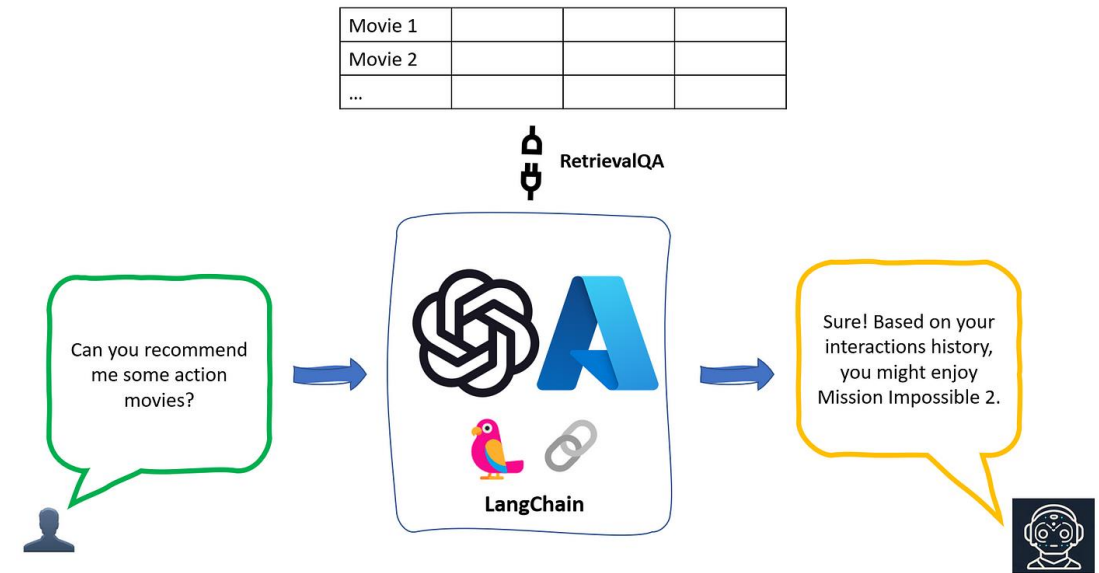 Movie 1
Movie 2
...
RetrievalQA
Can you recommend
me some action
movies?
Sure! Based on your
interactions history,
you might enjoy
Mission Impossible 2.
LangChain